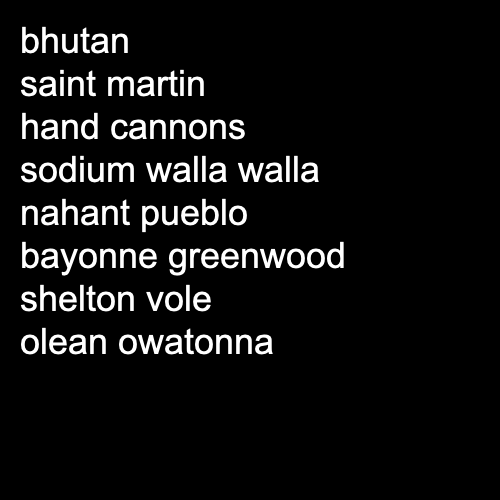 bhutan
saint martin
hand cannons
sodium walla walla
nahant pueblo
bayonne greenwood
shelton vole
olean owatonna